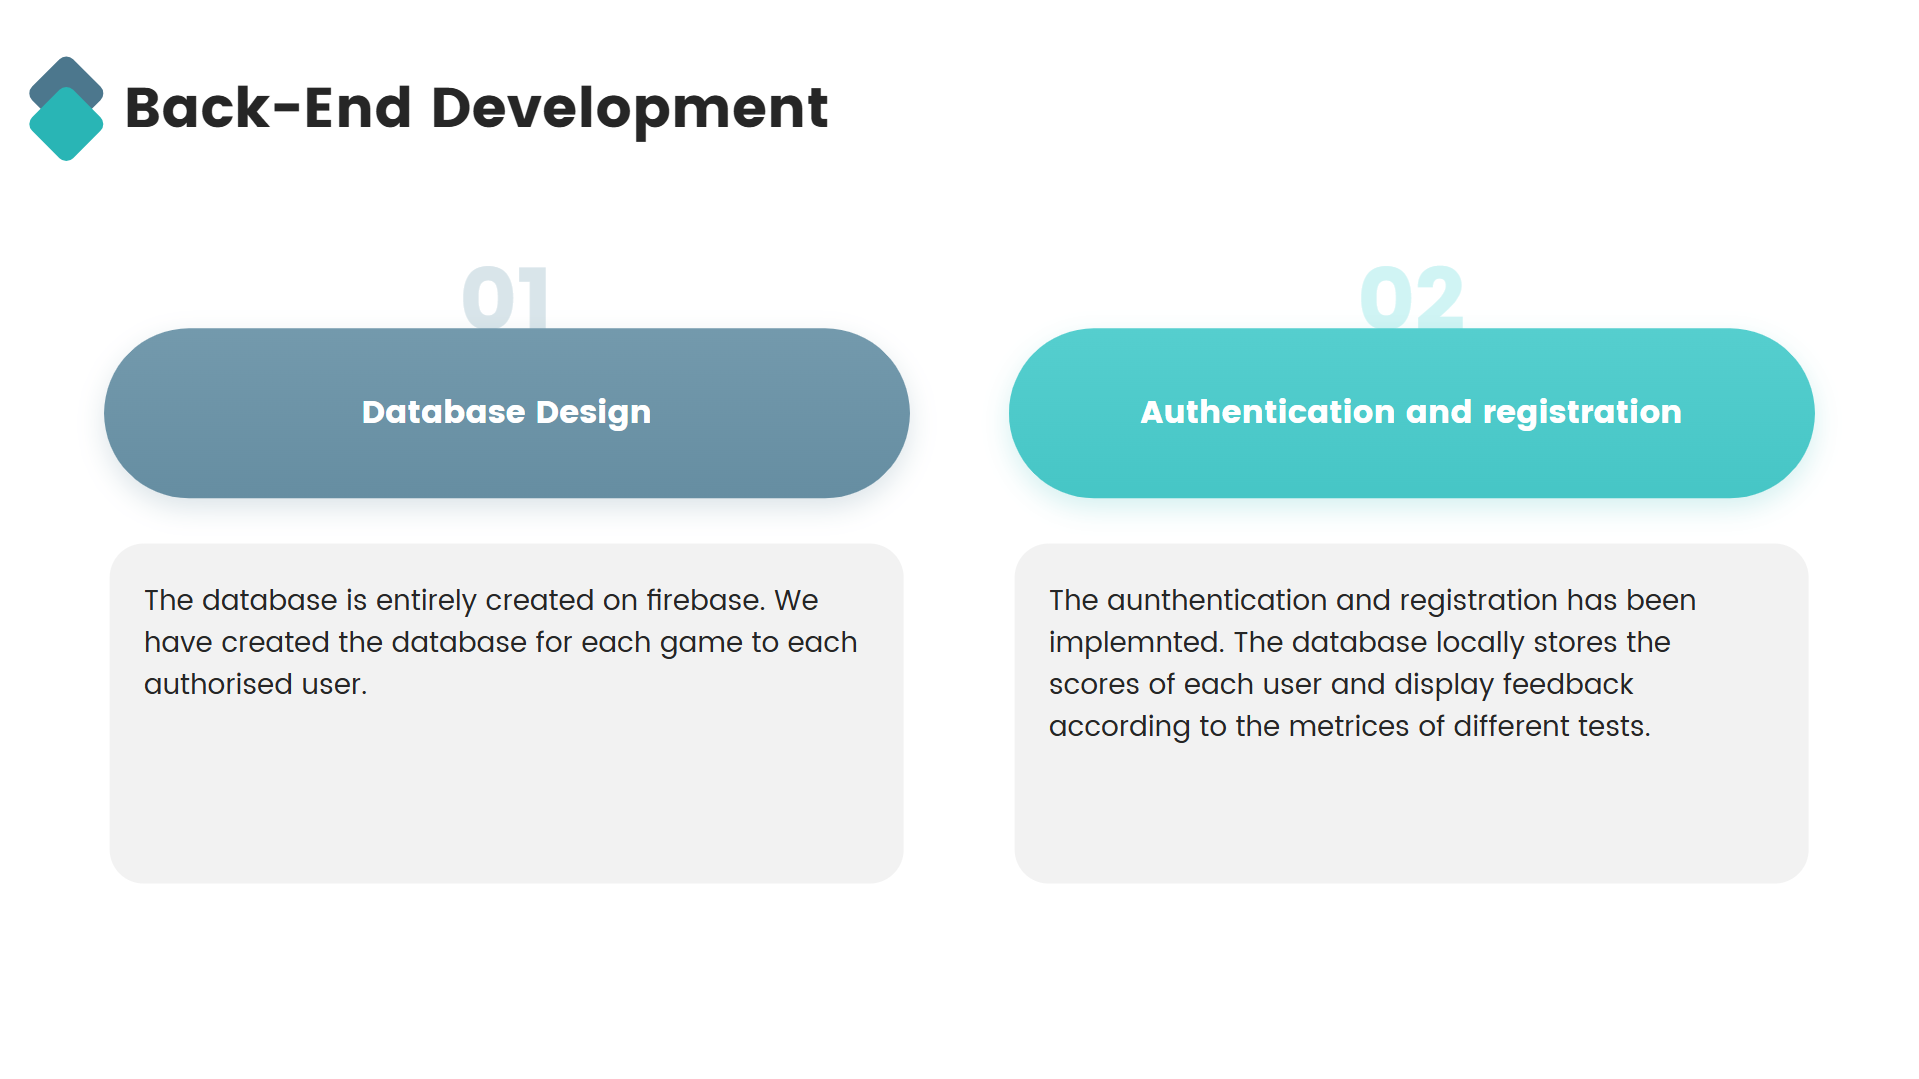 Back-End Development
01
Database Design
The database is entirely created on firebase. We
have created the database for each game to each
authorised user.
02
Authentication and registration
The aunthentication and registration has been
implemnted. The database locally stores the
scores of each user and display feedback
according to the metrices of different tests.